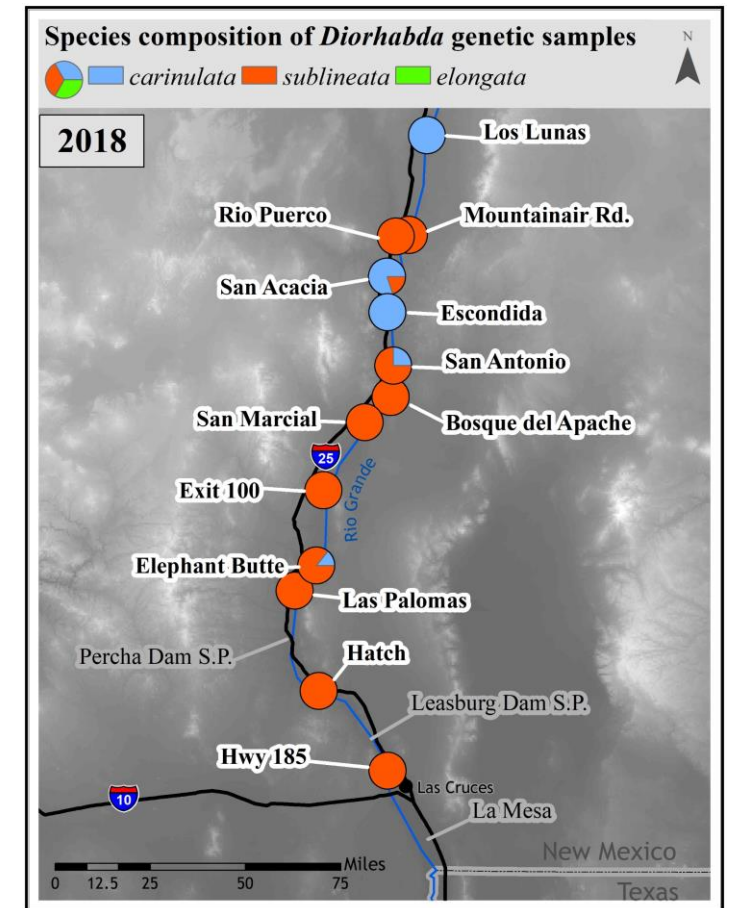 Species composition of Diorhabda genetic samples
carinulata sublineata elongata
N
2018
Los Lunas
Rio Puerco
Mountainair Rd.
San Acacia
Escondida
San Antonio
San Marcial
Bosque del Apache
25
Exit 100
Rio Grande
Elephant Butte
Las Palomas
Percha Dam S.P.
Hatch
Leasburg Dam S.P.
Hwy 185
10
Las Cruces
La Mesa
New Mexico
Texas
Miles
0 12.5 25 50 75